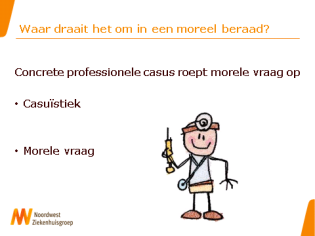 Waar draait het om in een moreel beraad?
Concrete professionele casus roept morele vraag op
• Casuïstiek
• Morele vraag
Noordwest
Ziekenhuisgroep